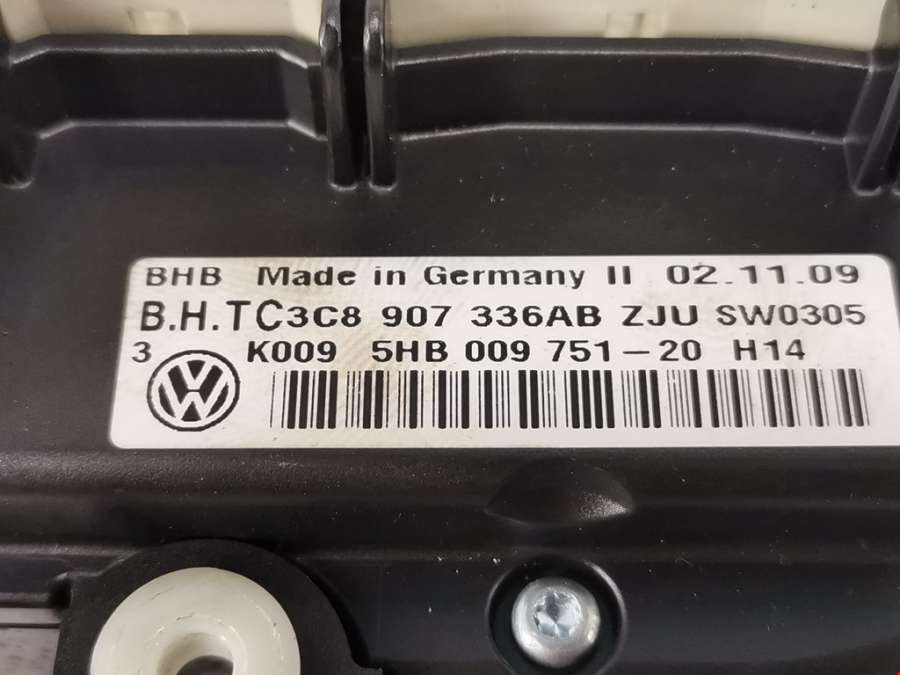 BHB Made in Germany II 02.11.09
B.H.TC3C8 907 336AB ZJU SW0305
3 K009 5HB 009 751-20 H14